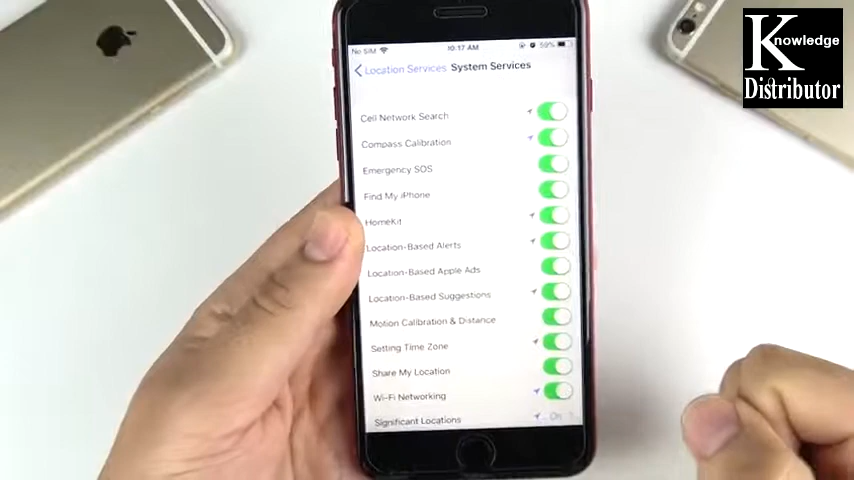 Knowledge
Distributor
No SIM 10:17 AM 59%
Location Services System Services
Cell Network Search
Compass Calibration
Emergency SOS
Find My iPhone
HomeKit
Location-Based Alerts
Location-Based Apple Ads
Location-Based Suggestions
Motion Calibration & Distance
Setting Time Zone
Share My Location
Wi-Fi Networking
Significant Locations On